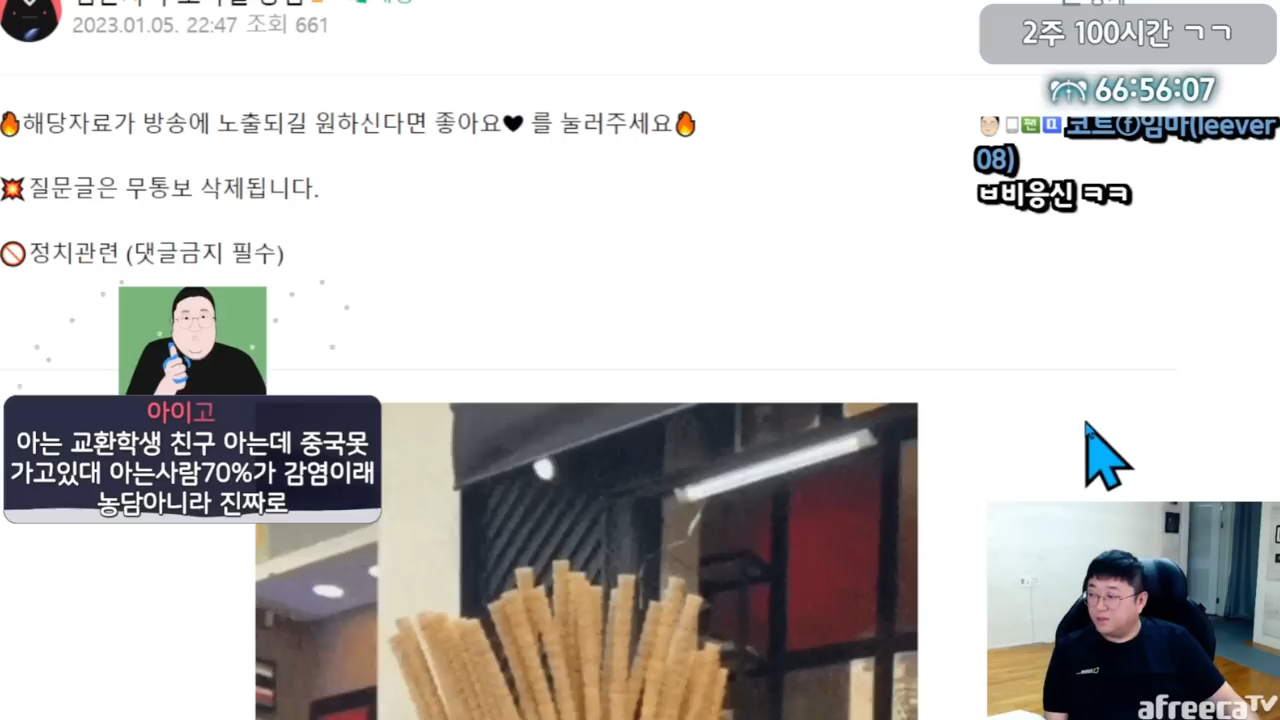 2023.01.05. 22:47 조회 661
2주 100시간 ㄱㄱ
66:56:07
🔥해당자료가 방송에 노출되길 원하신다면 좋아요🖤 를 눌러주세요🔥
코트ⓕ임마(leever
08)
ㅂ비응신 ㅋㅋ
💥질문글은 무통보 삭제됩니다.
🚫정치관련 (댓글금지 필수)
아이고
아는 교환학생 친구 아는데 중국못
가고있대 아는사람70%가 감염이래
농담아니라 진짜로
afreecaTV